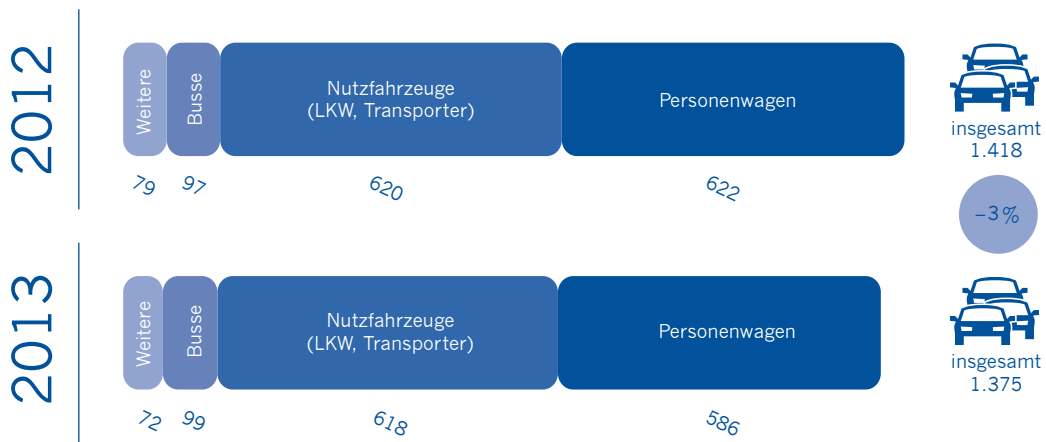 2012
Weitere
Busse
Nutzfahrzeuge
(LKW, Transporter)
Personenwagen
79
97
620
622
insgesamt
1.418
–3%
2013
Weitere
Busse
Nutzfahrzeuge
(LKW, Transporter)
Personenwagen
72
99
618
586
insgesamt
1.375